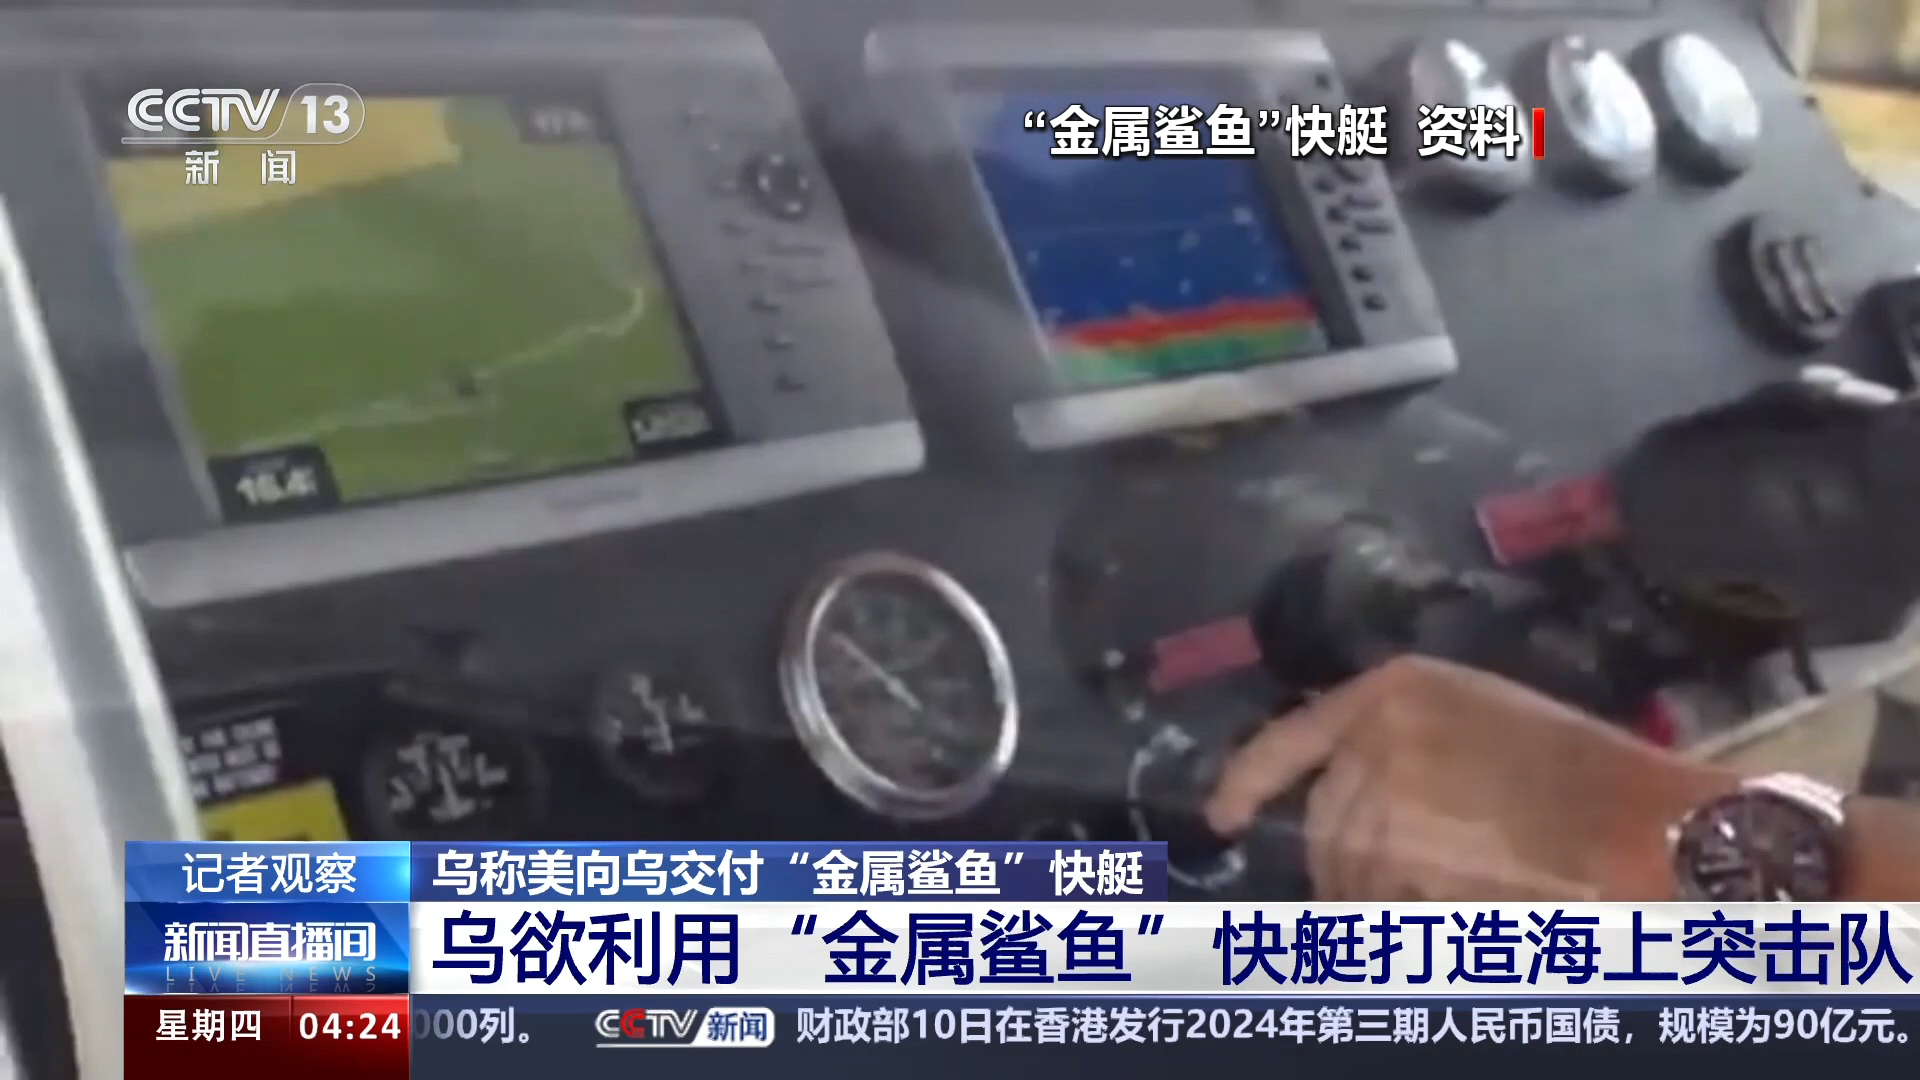 CCTV 13
新 闻
“金属鲨鱼”快艇 资料
16.4
记者观察
乌称美向乌交付“金属鲨鱼”快艇
新闻直播间
LIVE NEWS
乌欲利用“金属鲨鱼”快艇打造海上突击队
星期四 04:24
000列。 CCTV 新闻 财政部10日在香港发行2024年第三期人民币国债，规模为90亿元。